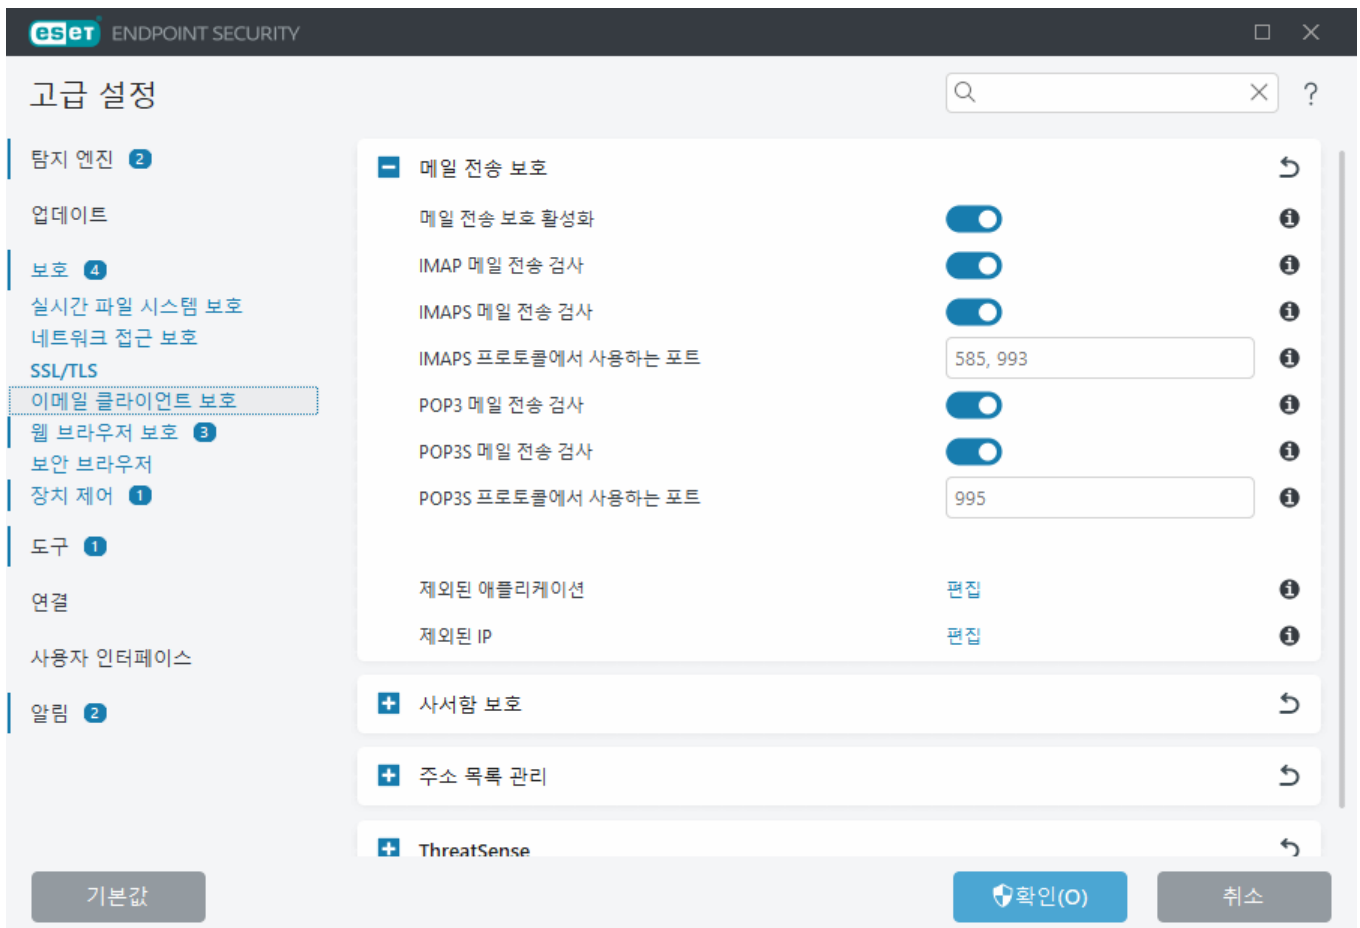 eset ENDPOINT SECURITY
고급 설정
?
탐지 엔진 2
업데이트
보호 4
실시간 파일 시스템 보호
네트워크 접근 보호
SSL/TLS
이메일 클라이언트 보호
웹 브라우저 보호 3
보안 브라우저
장치 제어 1
도구 1
연결
사용자 인터페이스
알림 2
메일 전송 보호
메일 전송 보호 활성화
IMAP 메일 전송 검사
IMAPS 메일 전송 검사
IMAPS 프로토콜에서 사용하는 포트 585, 993
POP3 메일 전송 검사
POP3S 메일 전송 검사
POP3S 프로토콜에서 사용하는 포트 995
제외된 애플리케이션 편집
제외된 IP 편집
사서함 보호
주소 목록 관리
ThreatSense
기본값
확인(O)
취소